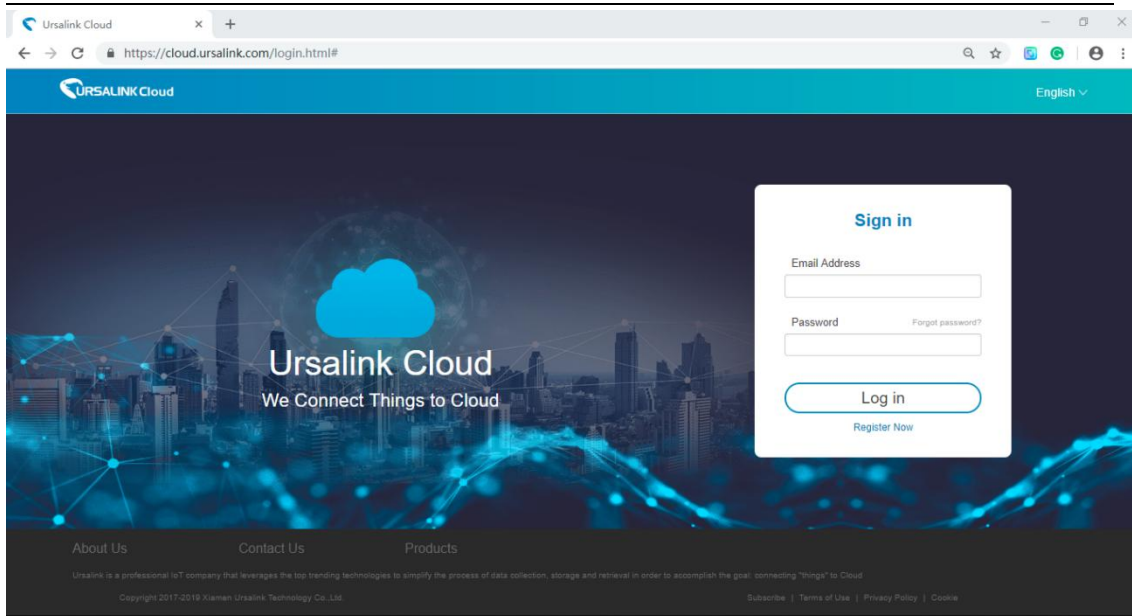 Ursalink Cloud
https://cloud.ursalink.com/login.html#
URSALINK Cloud
English
Sign in
Email Address
Password Forgot password?
Log in
Register Now
Ursalink Cloud
We Connect Things to Cloud
About Us Contact Us Products
Ursalink is a professional IoT company that leverages the top trending technologies to simplify the process of data collection, storage and retrieval in order to accomplish the goal: connecting "things" to Cloud
Copyright 2017-2019 Xiamen Ursalink Technology Co.,Ltd. Subscribe | Terms of Use | Privacy Policy | Cookie